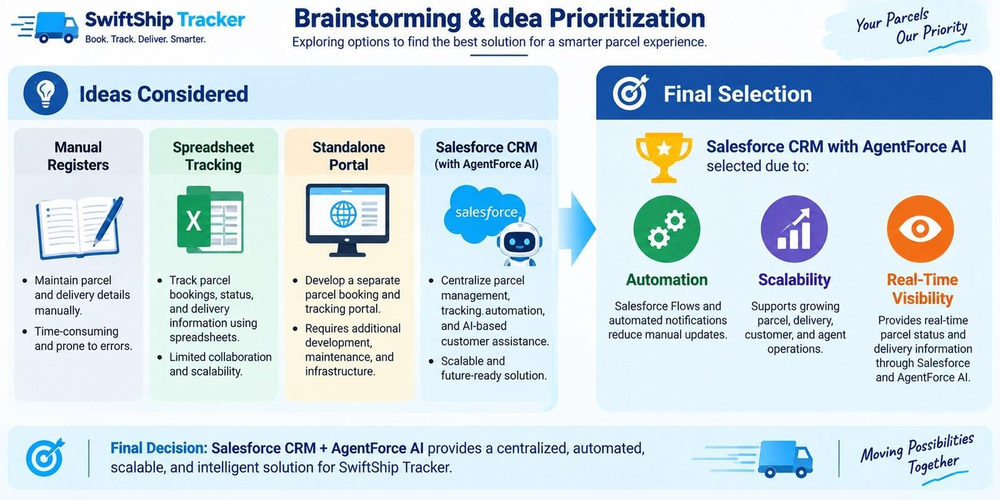 SwiftShip Tracker
Book. Track. Deliver. Smarter.
Brainstorming & Idea Prioritization
Exploring options to find the best solution for a smarter parcel experience.
Your Parcels
Our Priority
Ideas Considered
Manual
Registers
• Maintain parcel
and delivery details
manually.
• Time-consuming
and prone to errors.
Spreadsheet
Tracking
X
• Track parcel
bookings, status,
and delivery
information using
spreadsheets.
• Limited collaboration
and scalability.
Standalone
Portal
• Develop a separate
parcel booking and
tracking portal.
• Requires additional
development,
maintenance, and
infrastructure.
Salesforce CRM
(with AgentForce AI)
salesforce
• Centralize parcel
management,
tracking, automation,
and AI-based
customer assistance.
• Scalable and
future-ready solution.
Final Selection
Salesforce CRM with AgentForce AI
selected due to:
Automation
Salesforce Flows and
automated notifications
reduce manual updates.
Scalability
Supports growing
parcel, delivery,
customer, and agent
operations.
Real-Time
Visibility
Provides real-time
parcel status and
delivery information
through Salesforce
and AgentForce AI.
Final Decision: Salesforce CRM + AgentForce AI provides a centralized, automated,
scalable, and intelligent solution for SwiftShip Tracker.
Moving Possibilities
Together